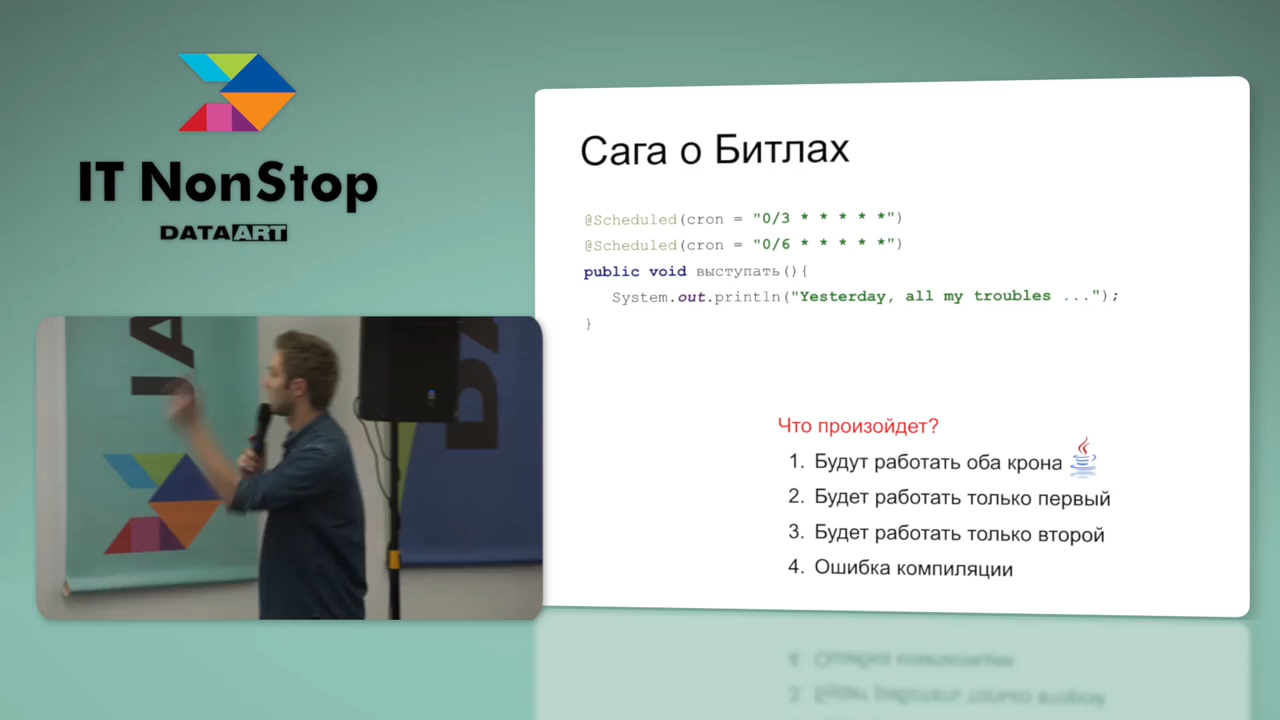 IT NonStop
DATAART
Сага о Битлах
@Scheduled(cron = "0/3 * * * * *")
@Scheduled(cron = "0/6 * * * * *")
public void выступать(){
System.out.println("Yesterday, all my troubles ...");
}
Что произойдет?
1. Будут работать оба крона
2. Будет работать только первый
3. Будет работать только второй
4. Ошибка компиляции
JA
DA